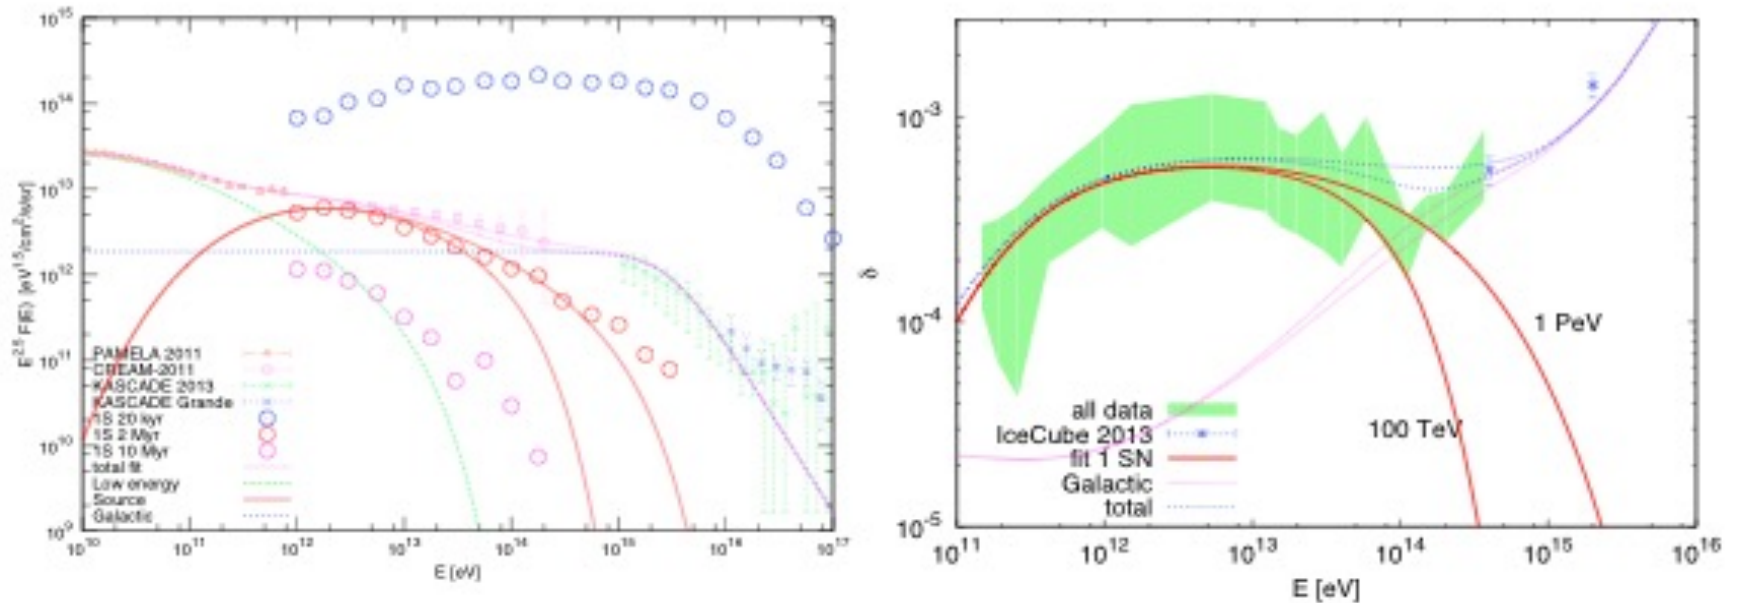 10^15
10^14
10^13
10^12
10^11
10^10
10^9
E^2.5 F(E) [eV^1.5/cm^2/s/sr]
PAMELA 2011
CREAM-2011
KASCADE 2013
KASCADE Grande
1S 20 kyr
1S 2 Myr
1S 10 Myr
total fit
Low energy
Source
Galactic
10^10 10^11 10^12 10^13 10^14 10^15 10^16 10^17
E [eV]
10^-3
10^-4
10^-5
δ
1 PeV
100 TeV
all data
IceCube 2013
fit 1 SN
Galactic
total
10^11 10^12 10^13 10^14 10^15 10^16
E [eV]